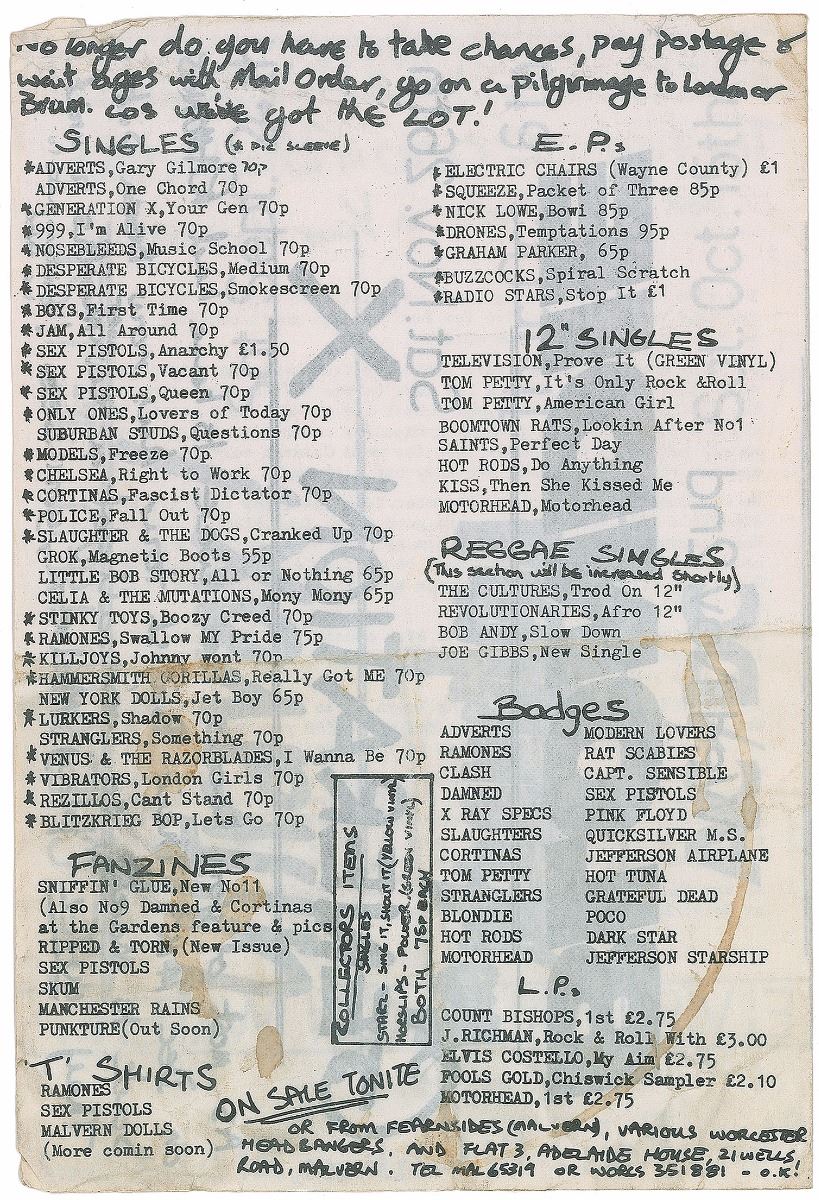 No longer do you have to take chances, pay postage &
wait ages with Mail Order, go on a pilgrimage to London or
Brum. cos we've got the LOT!
SINGLES (* PIC SLEEVE)
*ADVERTS,Gary Gilmore 70p
ADVERTS,One Chord 70p
*GENERATION X,Your Gen 70p
*999,I'm Alive 70p
*NOSEBLEEDS,Music School 70p
*DESPERATE BICYCLES,Medium 70p
*DESPERATE BICYCLES,Smokescreen 70p
*BOYS,First Time 70p
*JAM,All Around 70p
*SEX PISTOLS,Anarchy £1.50
*SEX PISTOLS,Vacant 70p
*SEX PISTOLS,Queen 70p
*ONLY ONES,Lovers of Today 70p
SUBURBAN STUDS,Questions 70p
*MODELS,Freeze 70p
*CHELSEA,Right to Work 70p
*CORTINAS,Fascist Dictator 70p
*POLICE,Fall Out 70p
*SLAUGHTER & THE DOGS,Cranked Up 70p
GROK,Magnetic Boots 55p
LITTLE BOB STORY,All or Nothing 65p
CELIA & THE MUTATIONS,Mony Mony 65p
*STINKY TOYS,Boozy Creed 70p
*RAMONES,Swallow MY Pride 75p
*KILLJOYS,Johnny wont 70p
*HAMMERSMITH GORILLAS,Really Got ME 70p
NEW YORK DOLLS,Jet Boy 65p
*LURKERS,Shadow 70p
STRANGLERS,Something 70p
*VENUS & THE RAZORBLADES,I Wanna Be 70p
*VIBRATORS,London Girls 70p
*REZILLOS,Cant Stand 70p
*BLITZKRIEG BOP,Lets Go 70p
FANZINES
SNIFFIN' GLUE,New No11
(Also No9 Damned & Cortinas
at the Gardens feature & pics
RIPPED & TORN,(New Issue)
SEX PISTOLS
SKUM
MANCHESTER RAINS
PUNKTURE(Out Soon)
'T' SHIRTS
RAMONES
SEX PISTOLS
MALVERN DOLLS
(More comin soon)
COLLECTORS ITEMS
SINGLES
STARZ - SING IT, SHOUT IT (YELLOW VINYL)
HORSLIPS - POWER (GREEN VINYL)
BOTH 75p EACH
E.P.s
*ELECTRIC CHAIRS (Wayne County) £1
*SQUEEZE,Packet of Three 85p
*NICK LOWE,Bowi 85p
*DRONES,Temptations 95p
*GRAHAM PARKER, 65p
*BUZZCOCKS,Spiral Scratch
*RADIO STARS,Stop It £1
12" SINGLES
TELEVISION,Prove It (GREEN VINYL)
TOM PETTY,It's Only Rock &Roll
TOM PETTY,American Girl
BOOMTOWN RATS,Lookin After No1
SAINTS,Perfect Day
HOT RODS,Do Anything
KISS,Then She Kissed Me
MOTORHEAD,Motorhead
REGGAE SINGLES
(This section will be increased shortly)
THE CULTURES,Trod On 12"
REVOLUTIONARIES,Afro 12"
BOB ANDY,Slow Down
JOE GIBBS,New Single
Badges
ADVERTS MODERN LOVERS
RAMONES RAT SCABIES
CLASH CAPT. SENSIBLE
DAMNED SEX PISTOLS
X RAY SPECS PINK FLOYD
SLAUGHTERS QUICKSILVER M.S.
CORTINAS JEFFERSON AIRPLANE
TOM PETTY HOT TUNA
STRANGLERS GRATEFUL DEAD
BLONDIE POCO
HOT RODS DARK STAR
MOTORHEAD JEFFERSON STARSHIP
L.P.s
COUNT BISHOPS,1st £2.75
J.RICHMAN,Rock & Roll With £3.00
ELVIS COSTELLO,My Aim £2.75
FOOLS GOLD,Chiswick Sampler £2.10
MOTORHEAD,1st £2.75
ON SALE TONITE
OR FROM FEARNSIDES (MALVERN), VARIOUS WORCESTER
HEADBANGERS, AND FLAT 3, ADELAIDE HOUSE, 21 WELLS
ROAD, MALVERN. TEL MAL 65319 OR WORKS 351881 - O.K!